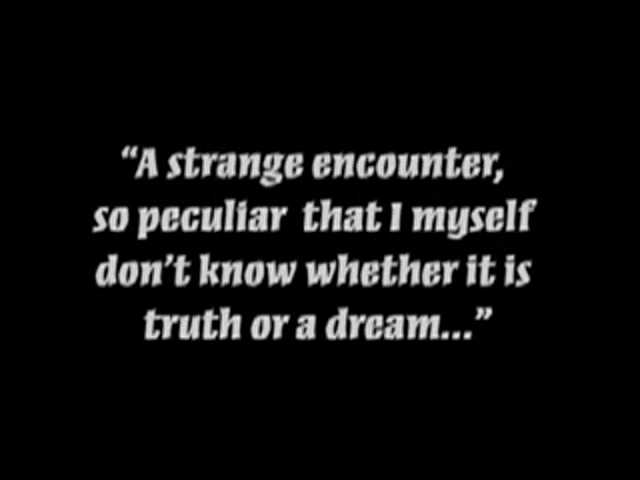 “A strange encounter,
so peculiar that I myself
don’t know whether it is
truth or a dream...”